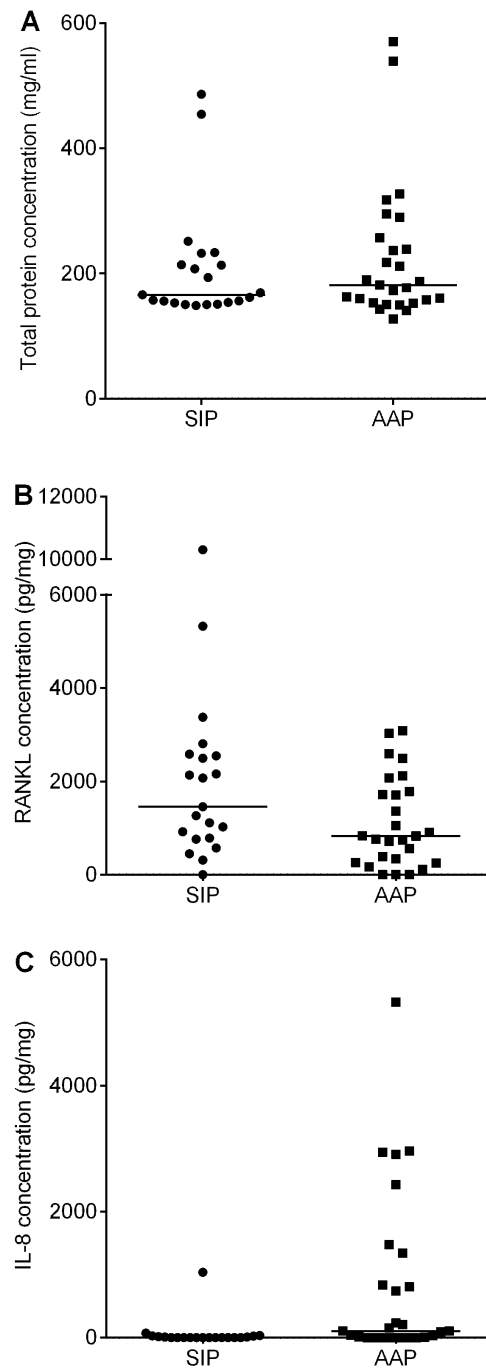 A
Total protein concentration (mg/ml)
600
400
200
0
SIP
AAP
B
RANKL concentration (pg/mg)
12000
10000
6000
4000
2000
0
SIP
AAP
C
IL-8 concentration (pg/mg)
6000
4000
2000
0
SIP
AAP